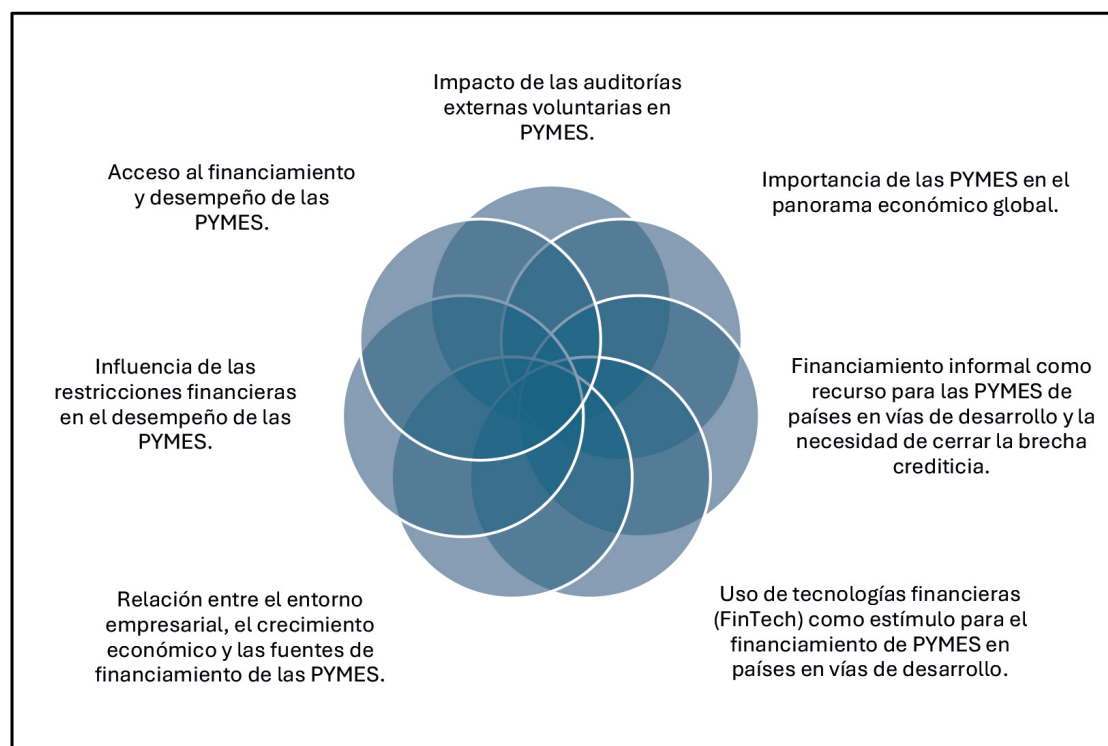 Impacto de las auditorías
externas voluntarias en
PYMES.
Importancia de las PYMES en el
panorama económico global.
Financiamiento informal como
recurso para las PYMES de
países en vías de desarrollo y la
necesidad de cerrar la brecha
crediticia.
Uso de tecnologías financieras
(FinTech) como estímulo para el
financiamiento de PYMES en
países en vías de desarrollo.
Relación entre el entorno
empresarial, el crecimiento
económico y las fuentes de
financiamiento de las PYMES.
Influencia de las
restricciones financieras
en el desempeño de las
PYMES.
Acceso al financiamiento
y desempeño de las
PYMES.